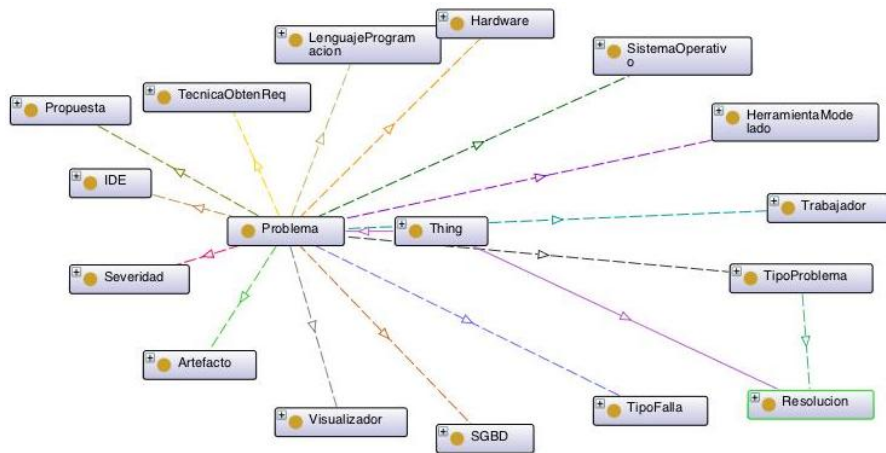 Hardware
LenguajeProgram
acion
SistemaOperativ
o
TecnicaObtenReq
Propuesta
HerramientaMode
lado
IDE
Trabajador
Problema
Thing
Severidad
TipoProblema
Artefacto
Resolucion
TipoFalla
Visualizador
SGBD